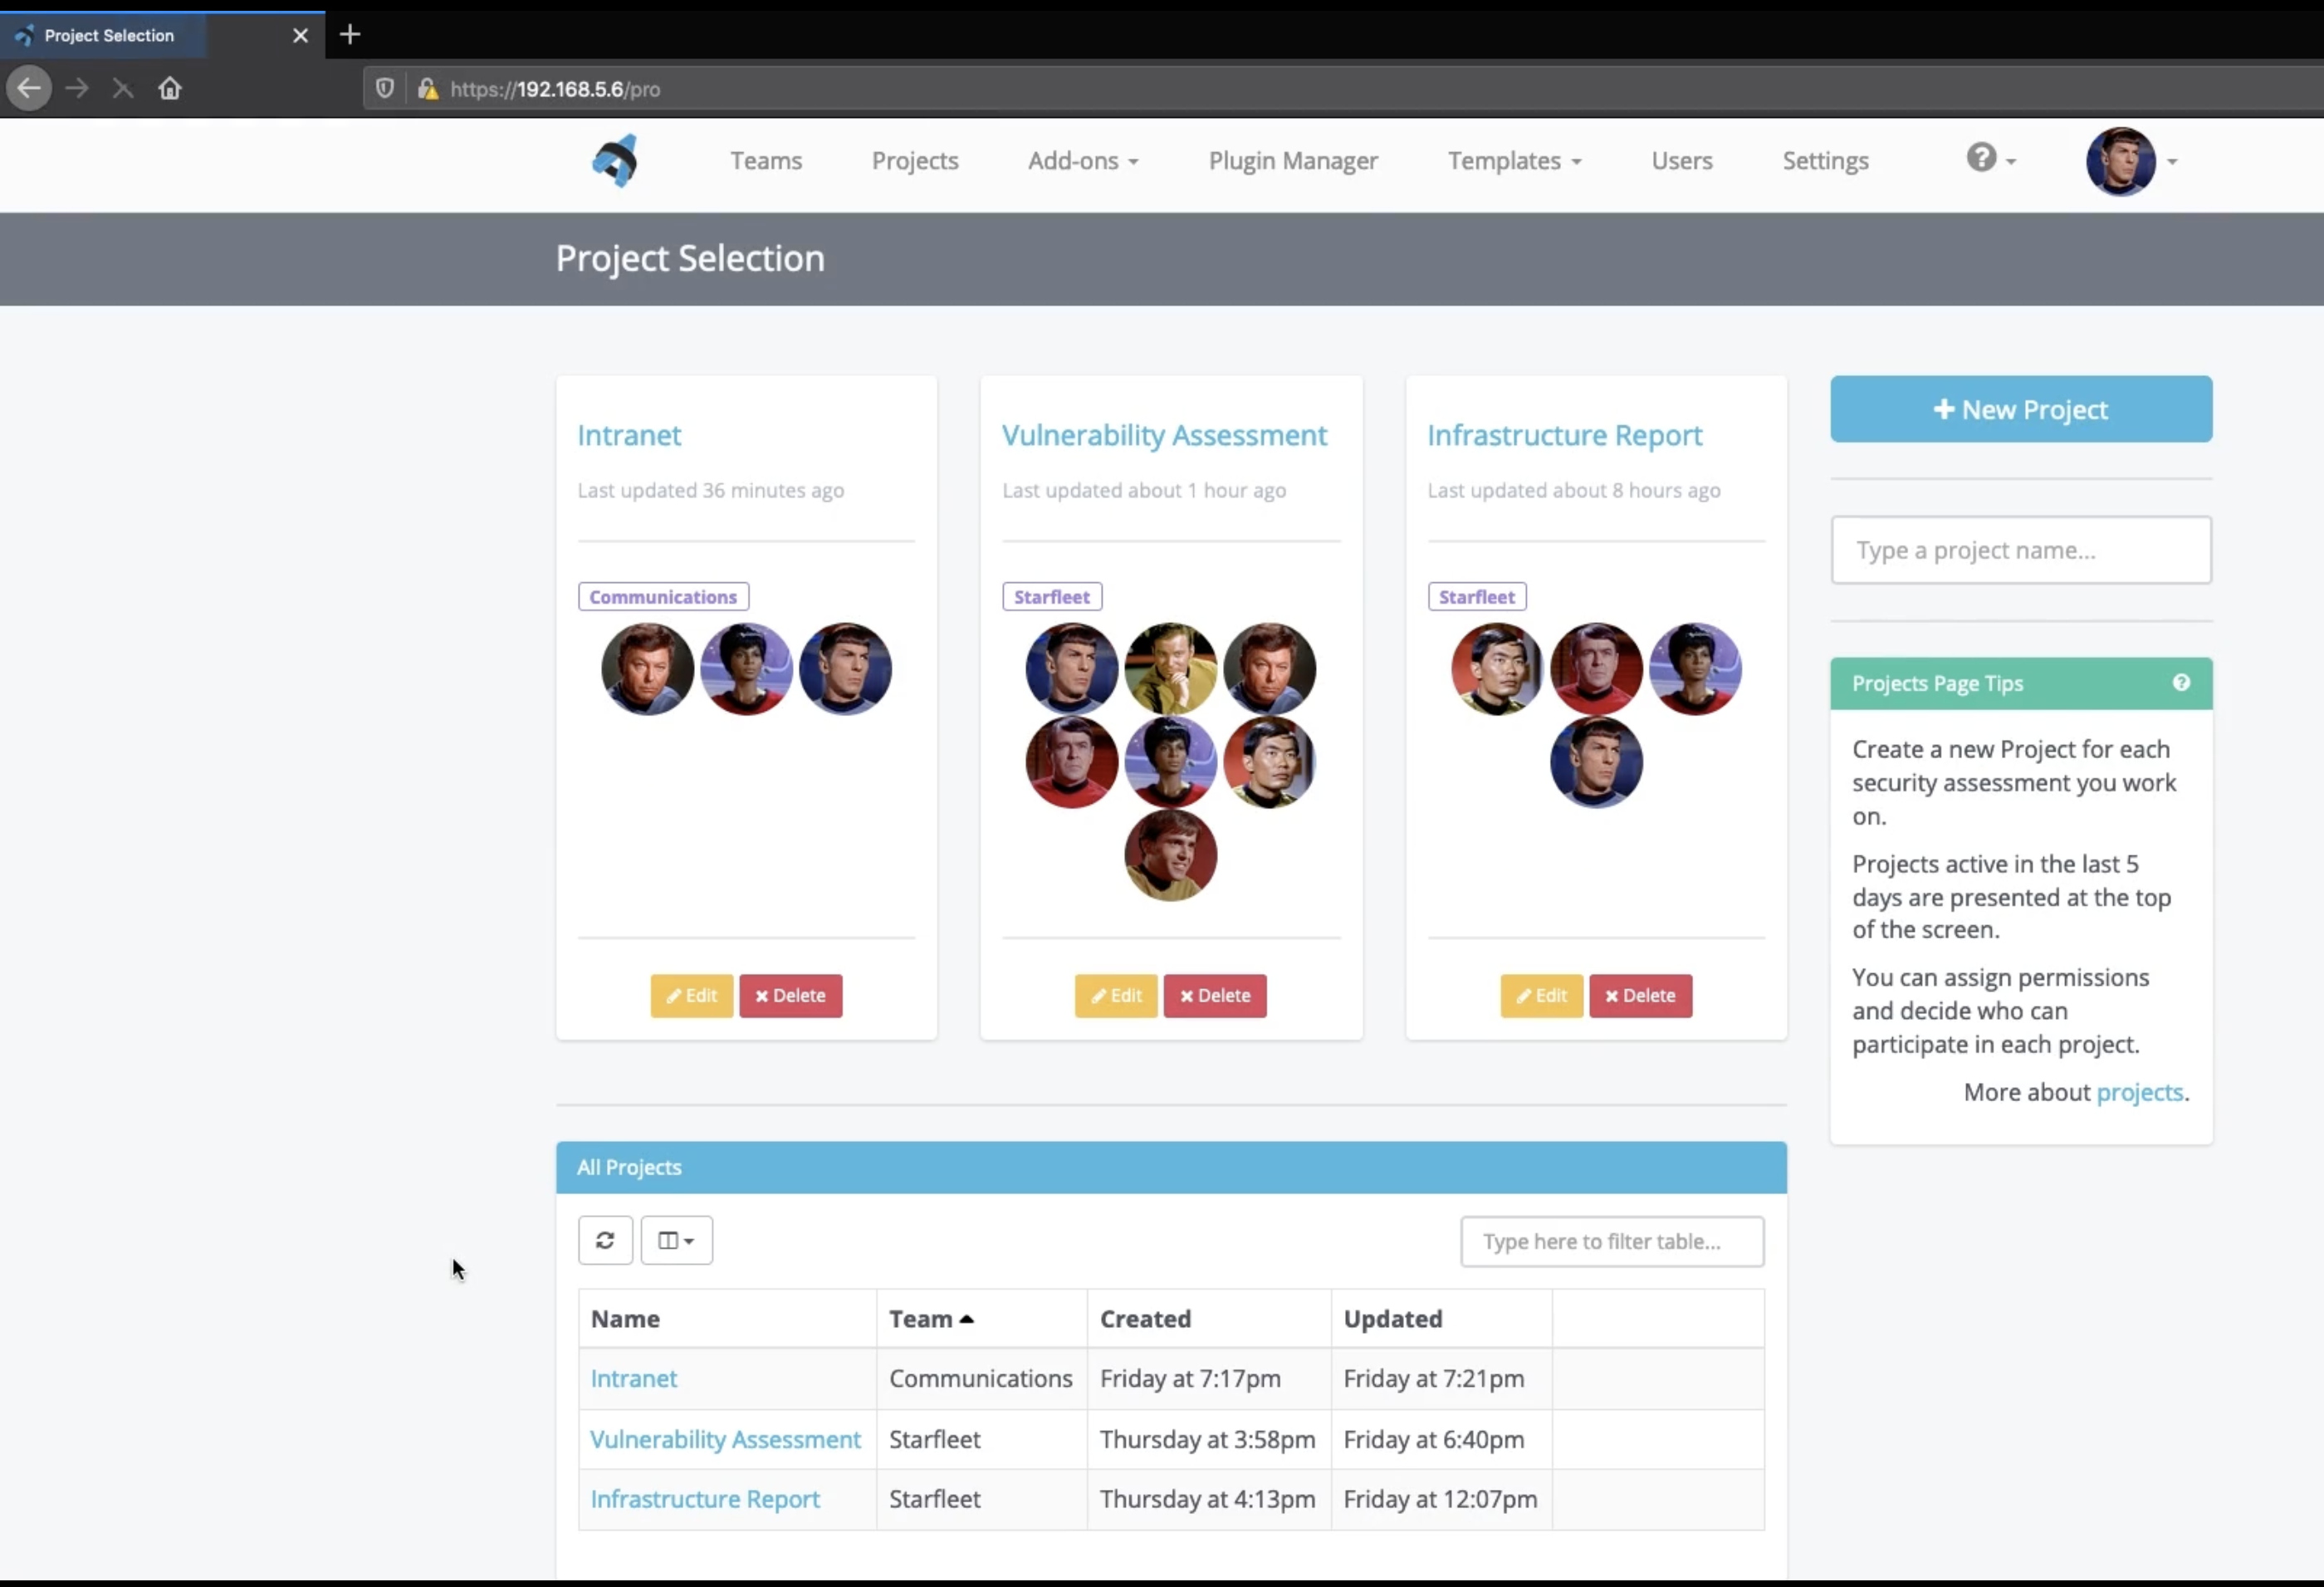 Project Selection
https://192.168.5.6/pro
Teams
Projects
Add-ons
Plugin Manager
Templates
Users
Settings
Project Selection
Intranet
Last updated 36 minutes ago
Communications
Edit
Delete
Vulnerability Assessment
Last updated about 1 hour ago
Starfleet
Edit
Delete
Infrastructure Report
Last updated about 8 hours ago
Starfleet
Edit
Delete
New Project
Type a project name...
Projects Page Tips
Create a new Project for each
security assessment you work
on.
Projects active in the last 5
days are presented at the top
of the screen.
You can assign permissions
and decide who can
participate in each project.
More about projects.
All Projects
Type here to filter table...
Name Team Created Updated
Intranet Communications Friday at 7:17pm Friday at 7:21pm
Vulnerability Assessment Starfleet Thursday at 3:58pm Friday at 6:40pm
Infrastructure Report Starfleet Thursday at 4:13pm Friday at 12:07pm